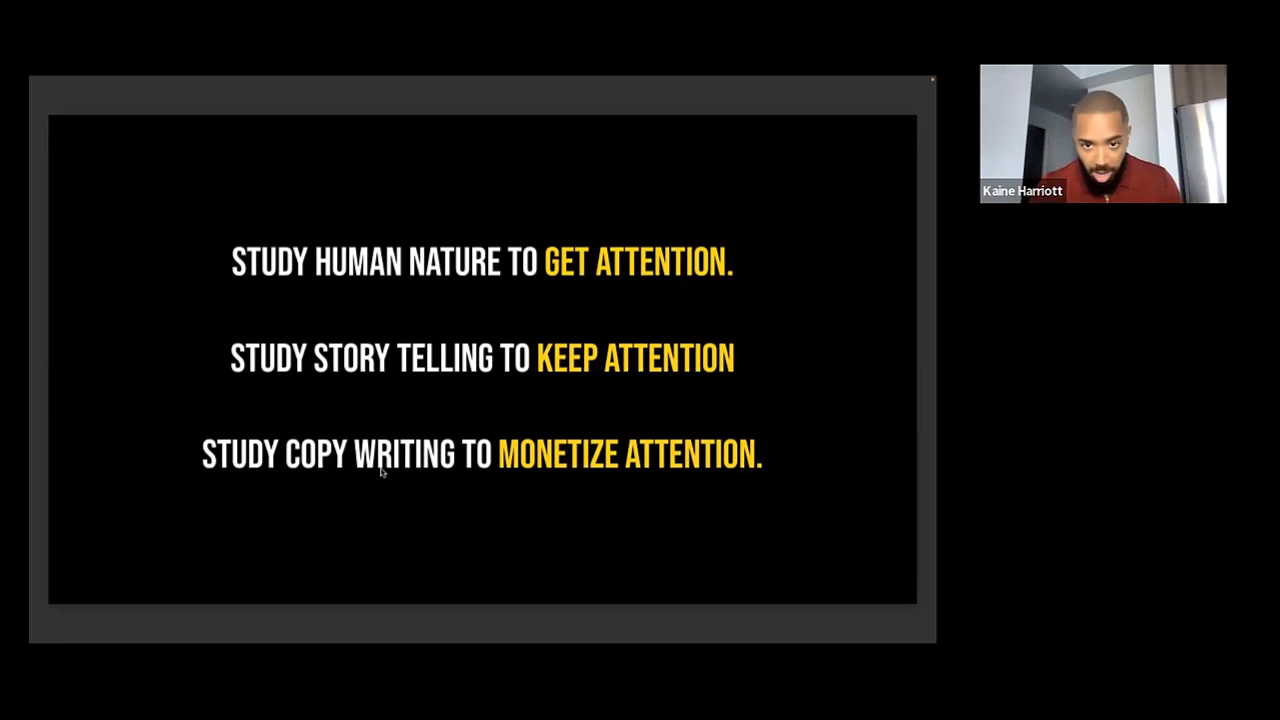 STUDY HUMAN NATURE TO GET ATTENTION.
STUDY STORY TELLING TO KEEP ATTENTION
STUDY COPY WRITING TO MONETIZE ATTENTION.
Kaine Harriott